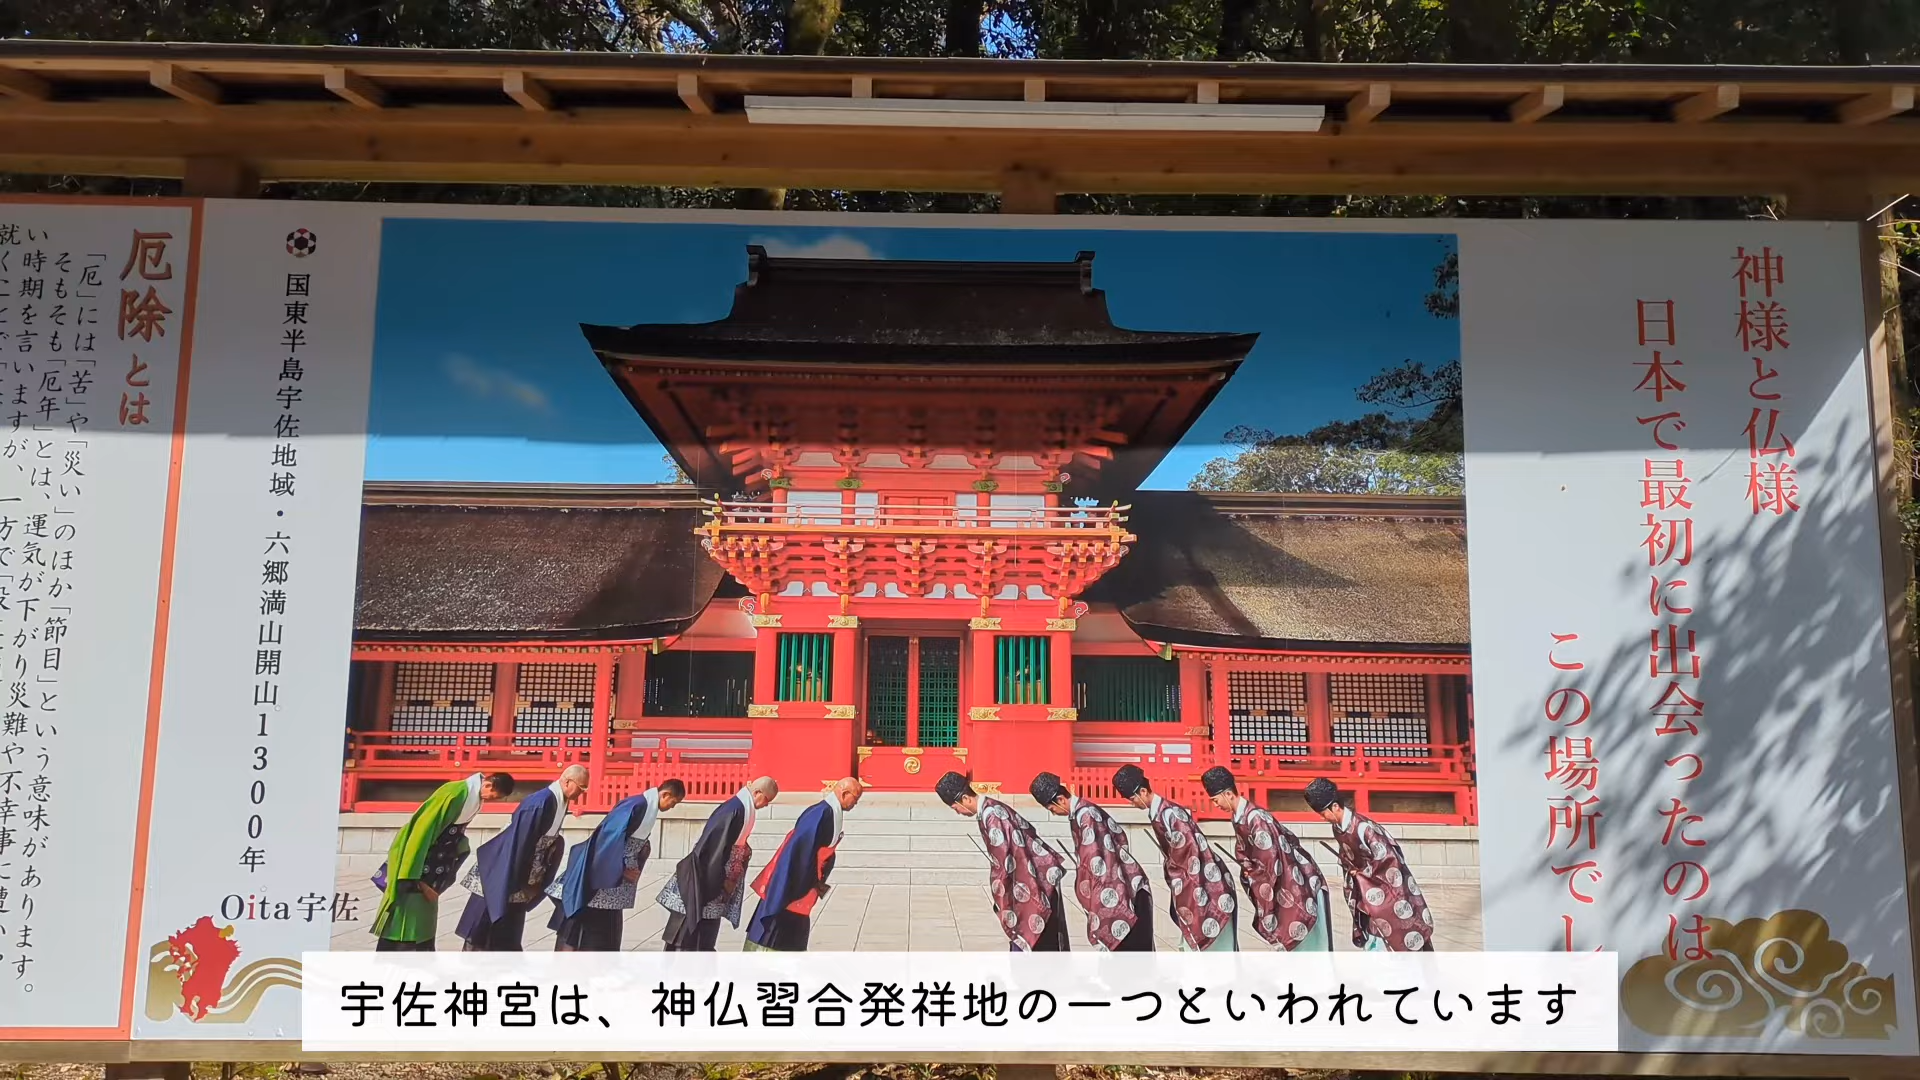 神様と仏様
日本で最初に出会ったのは
この場所でし
国東半島宇佐地域・六郷満山開山1300年
Oita宇佐
厄除とは
「厄」には「苦」や「災い」のほか「節目」という意味があります。
そもそも「厄年」とは、運気が下がり災難や不幸事に遭い
時期を言いますが、一方で
宇佐神宮は、神仏習合発祥地の一つといわれています